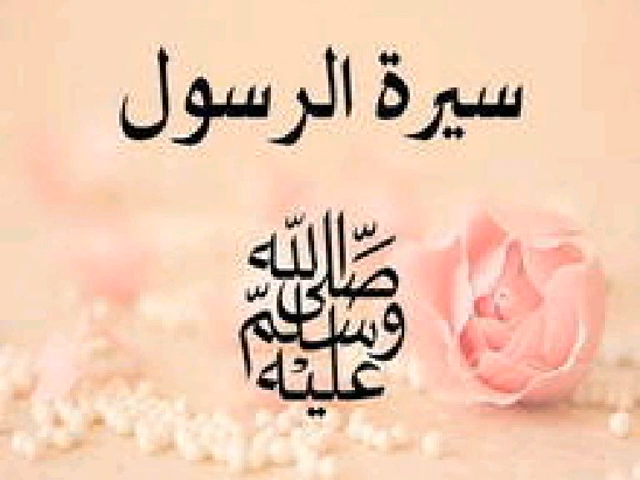 سيرة الرسول
صلى الله
عليه وسلم